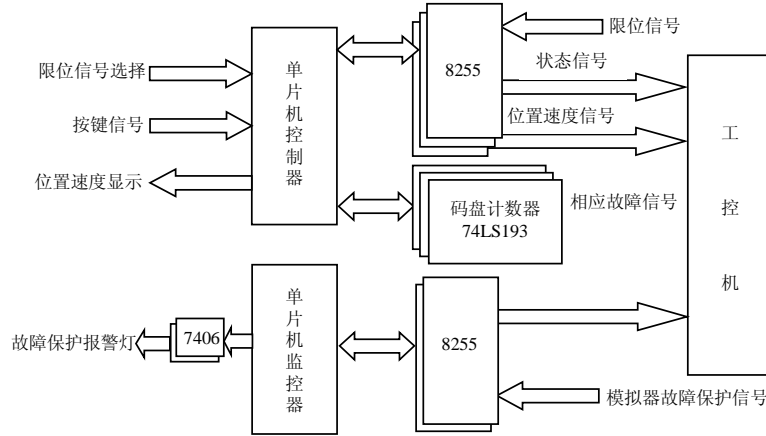 限位信号选择
按键信号
位置速度显示
单片机控制器
8255
限位信号
状态信号
位置速度信号
码盘计数器
74LS193
相应故障信号
工控机
故障保护报警灯
7406
单片机监控器
8255
模拟器故障保护信号